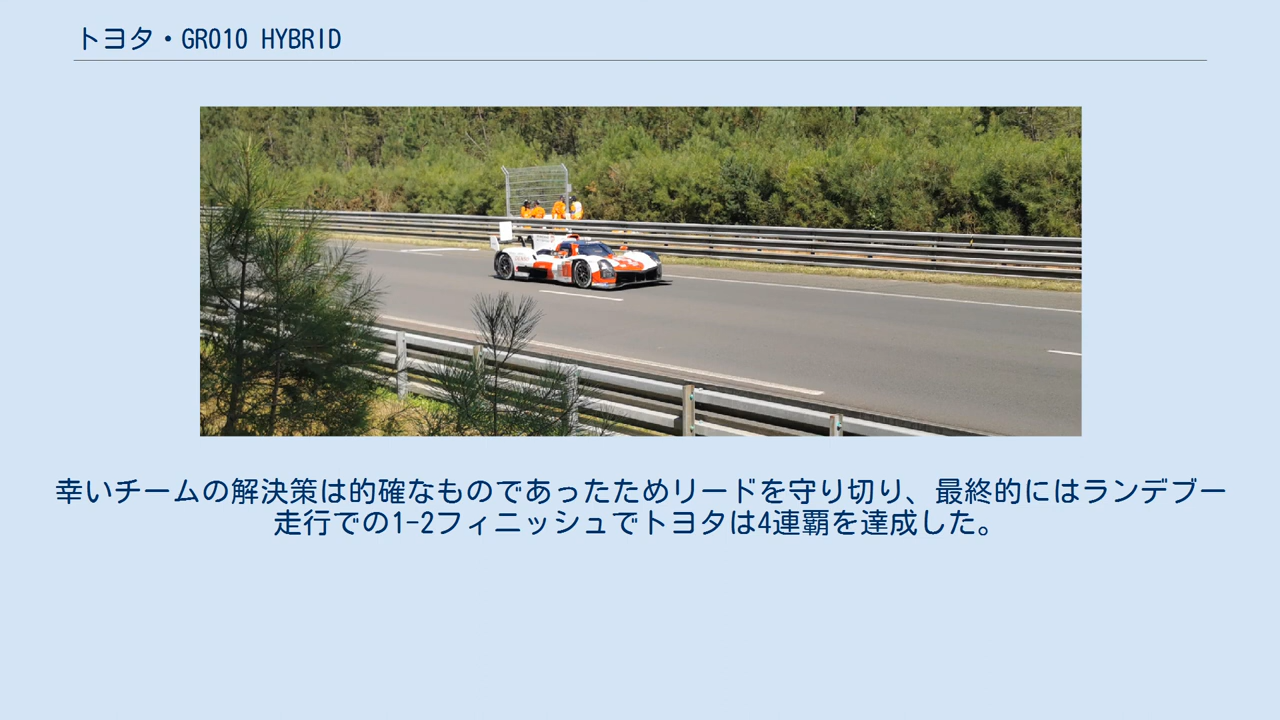 トヨタ・GR010 HYBRID
幸いチームの解決策は的確なものであったためリードを守り切り、最終的にはランデブー
走行での1-2フィニッシュでトヨタは4連覇を達成した。